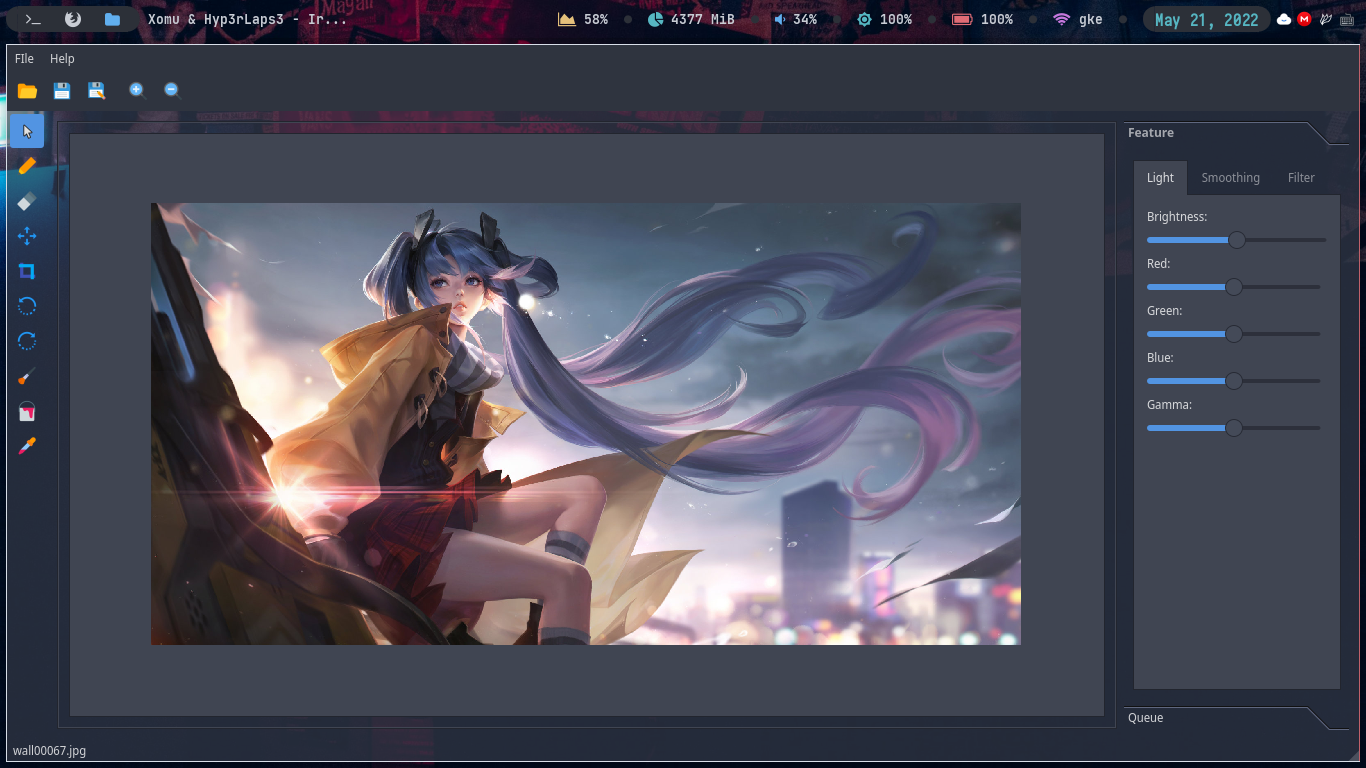 Xomu & Hyp3rLaps3 - Ir...
58%
4377 MiB
34%
100%
100%
gke
May 21, 2022
FIle Help
Feature
Light Smoothing Filter
Brightness:
Red:
Green:
Blue:
Gamma:
Queue
wall00067.jpg